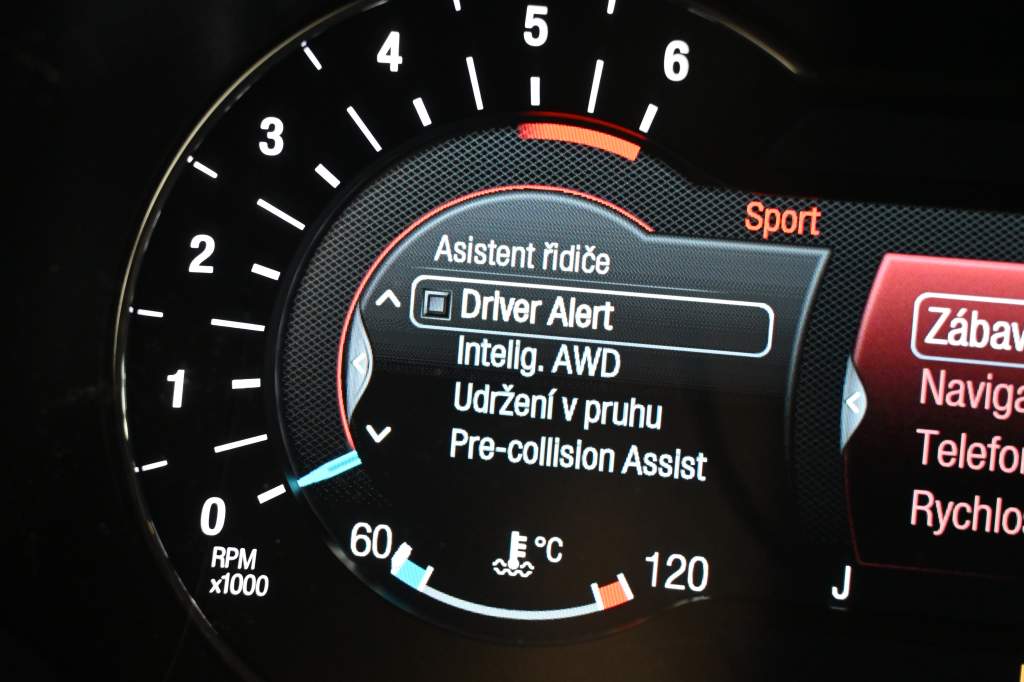 6
5
4
3
2
1
0
RPM
x1000
Sport
Asistent řidiče
Driver Alert
Intelig. AWD
Udržení v pruhu
Pre-collision Assist
60
°C
120
J